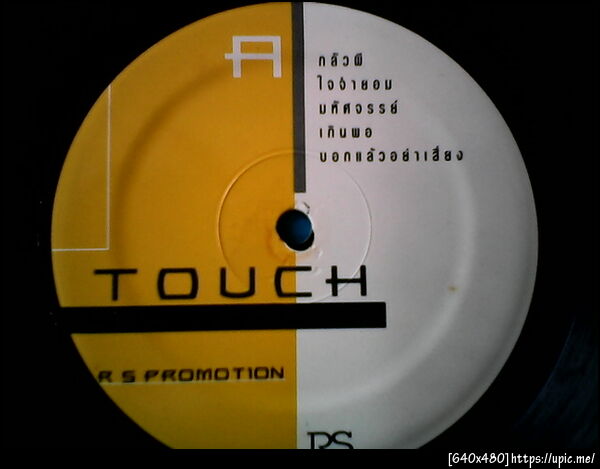 A
กลัวผี
ใจง่ายอม
มหัศจรรย์
เกินพอ
บอกแล้วอย่าเสี่ยง
TOUCH
R S PROMOTION
RS
[640x480]https://upic.me/